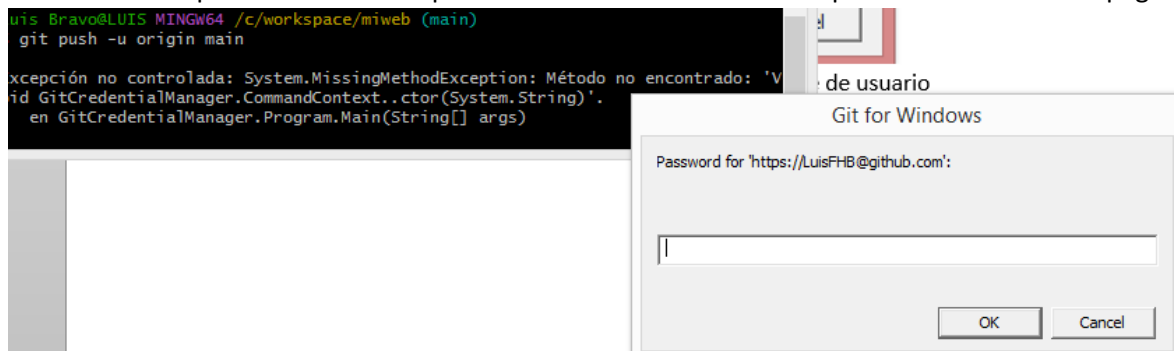 uis Bravo@LUIS MINGW64 /c/workspace/miweb (main)
git push -u origin main
xcepción no controlada: System.MissingMethodException: Método no encontrado: 'V
id GitCredentialManager.CommandContext..ctor(System.String)'.
en GitCredentialManager.Program.Main(String[] args)
el
de usuario
Git for Windows
Password for 'https://LuisFHB@github.com':
OK Cancel